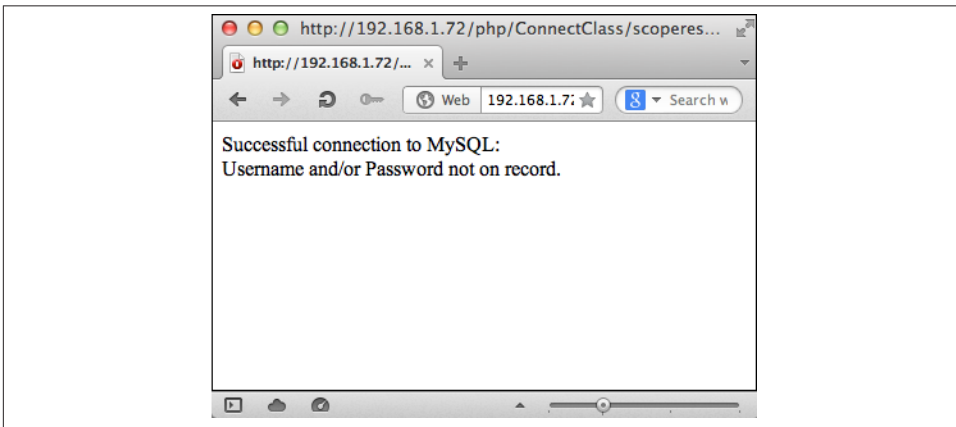 http://192.168.1.72/php/ConnectClass/scoperes...
http://192.168.1.72/...
Web 192.168.1.72 Search w
Successful connection to MySQL:
Username and/or Password not on record.